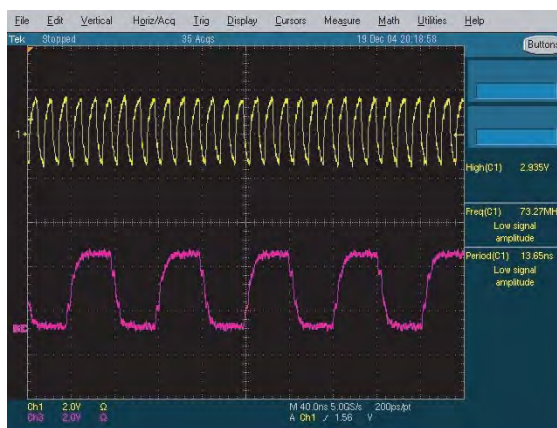 File Edit Vertical Horiz/Acq Trig Display Cursors Measure Math Utilities Help
Tek Stopped 36 Acqs 19 Dec 04 20:18:58
Buttons
1
High(C1) 2.935V
Freq(C1) 73.27MH
Low signal
amplitude
Period(C1) 13.65ns
Low signal
amplitude
Ch1 2.0V Ω
Ch3 2.0V Ω
M 40.0ns 5.0GS/s 200ps/pt
A Ch1 1.56 V